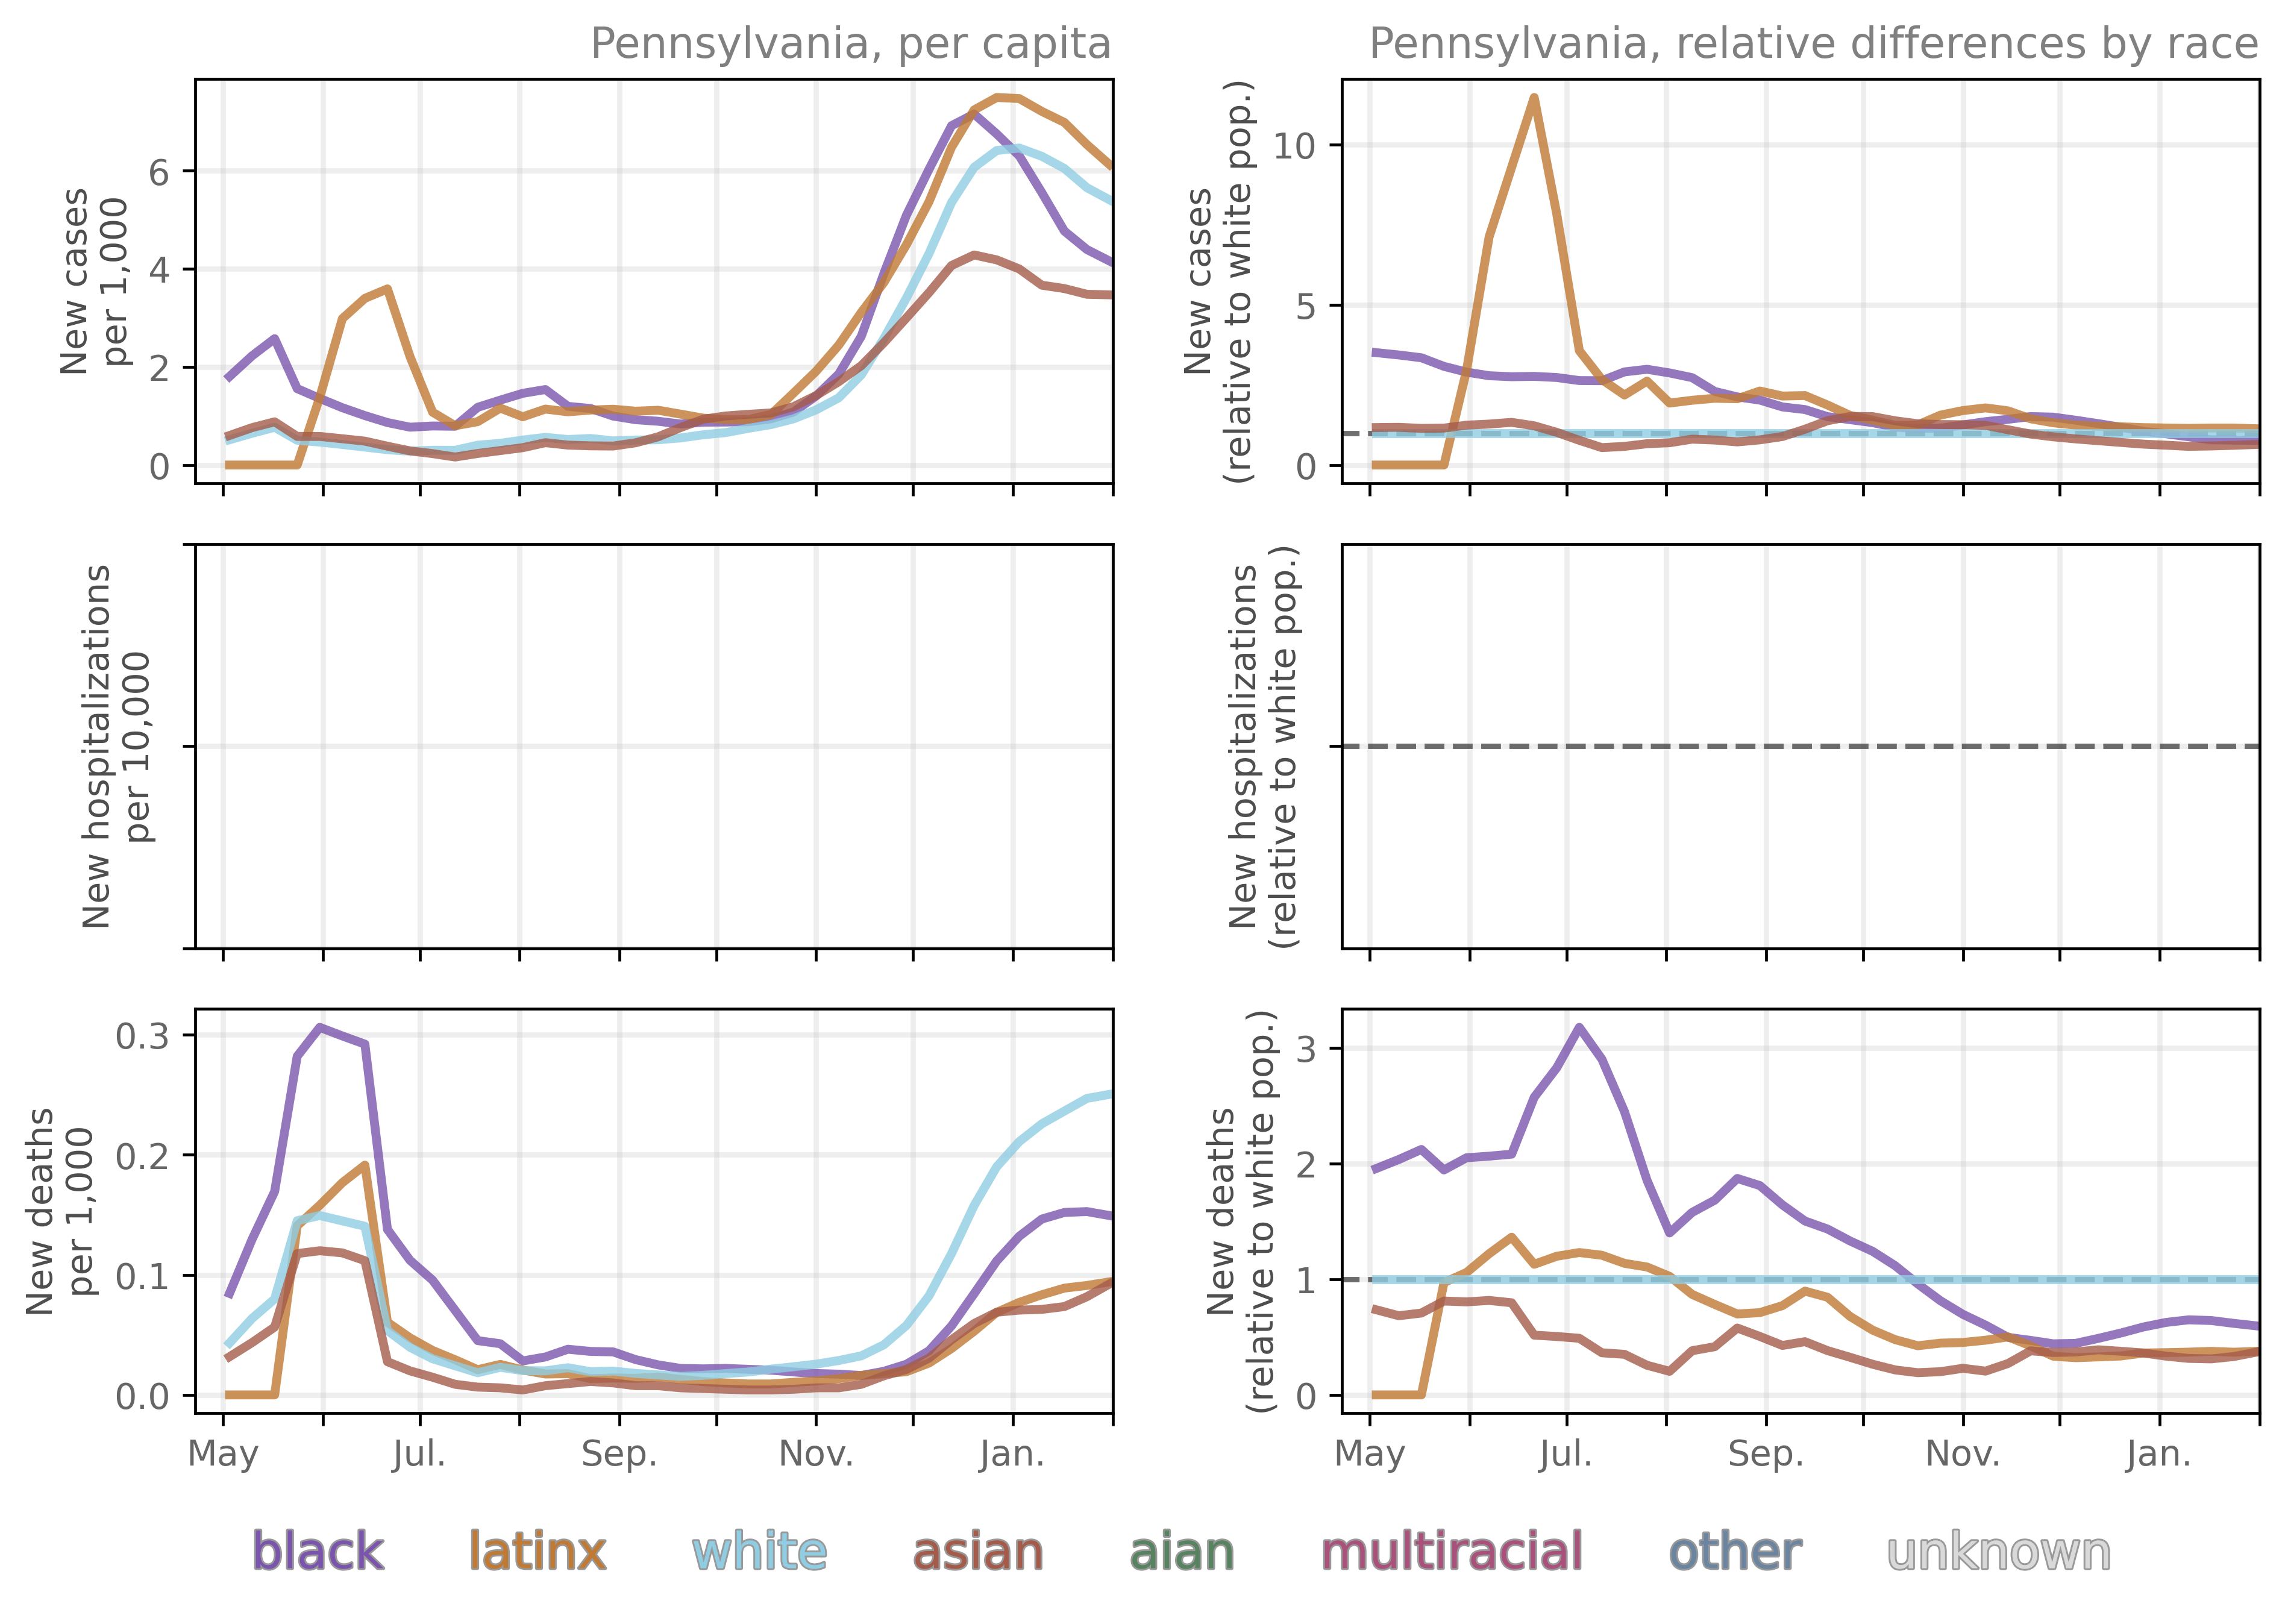 Pennsylvania, per capita
Pennsylvania, relative differences by race
New cases
per 1,000
6
4
2
0
New cases
(relative to white pop.)
10
5
0
New hospitalizations
per 10,000
New hospitalizations
(relative to white pop.)
New deaths
per 1,000
0.3
0.2
0.1
0.0
May Jul. Sep. Nov. Jan.
New deaths
(relative to white pop.)
3
2
1
0
May Jul. Sep. Nov. Jan.
black latinx white asian aian multiracial other unknown